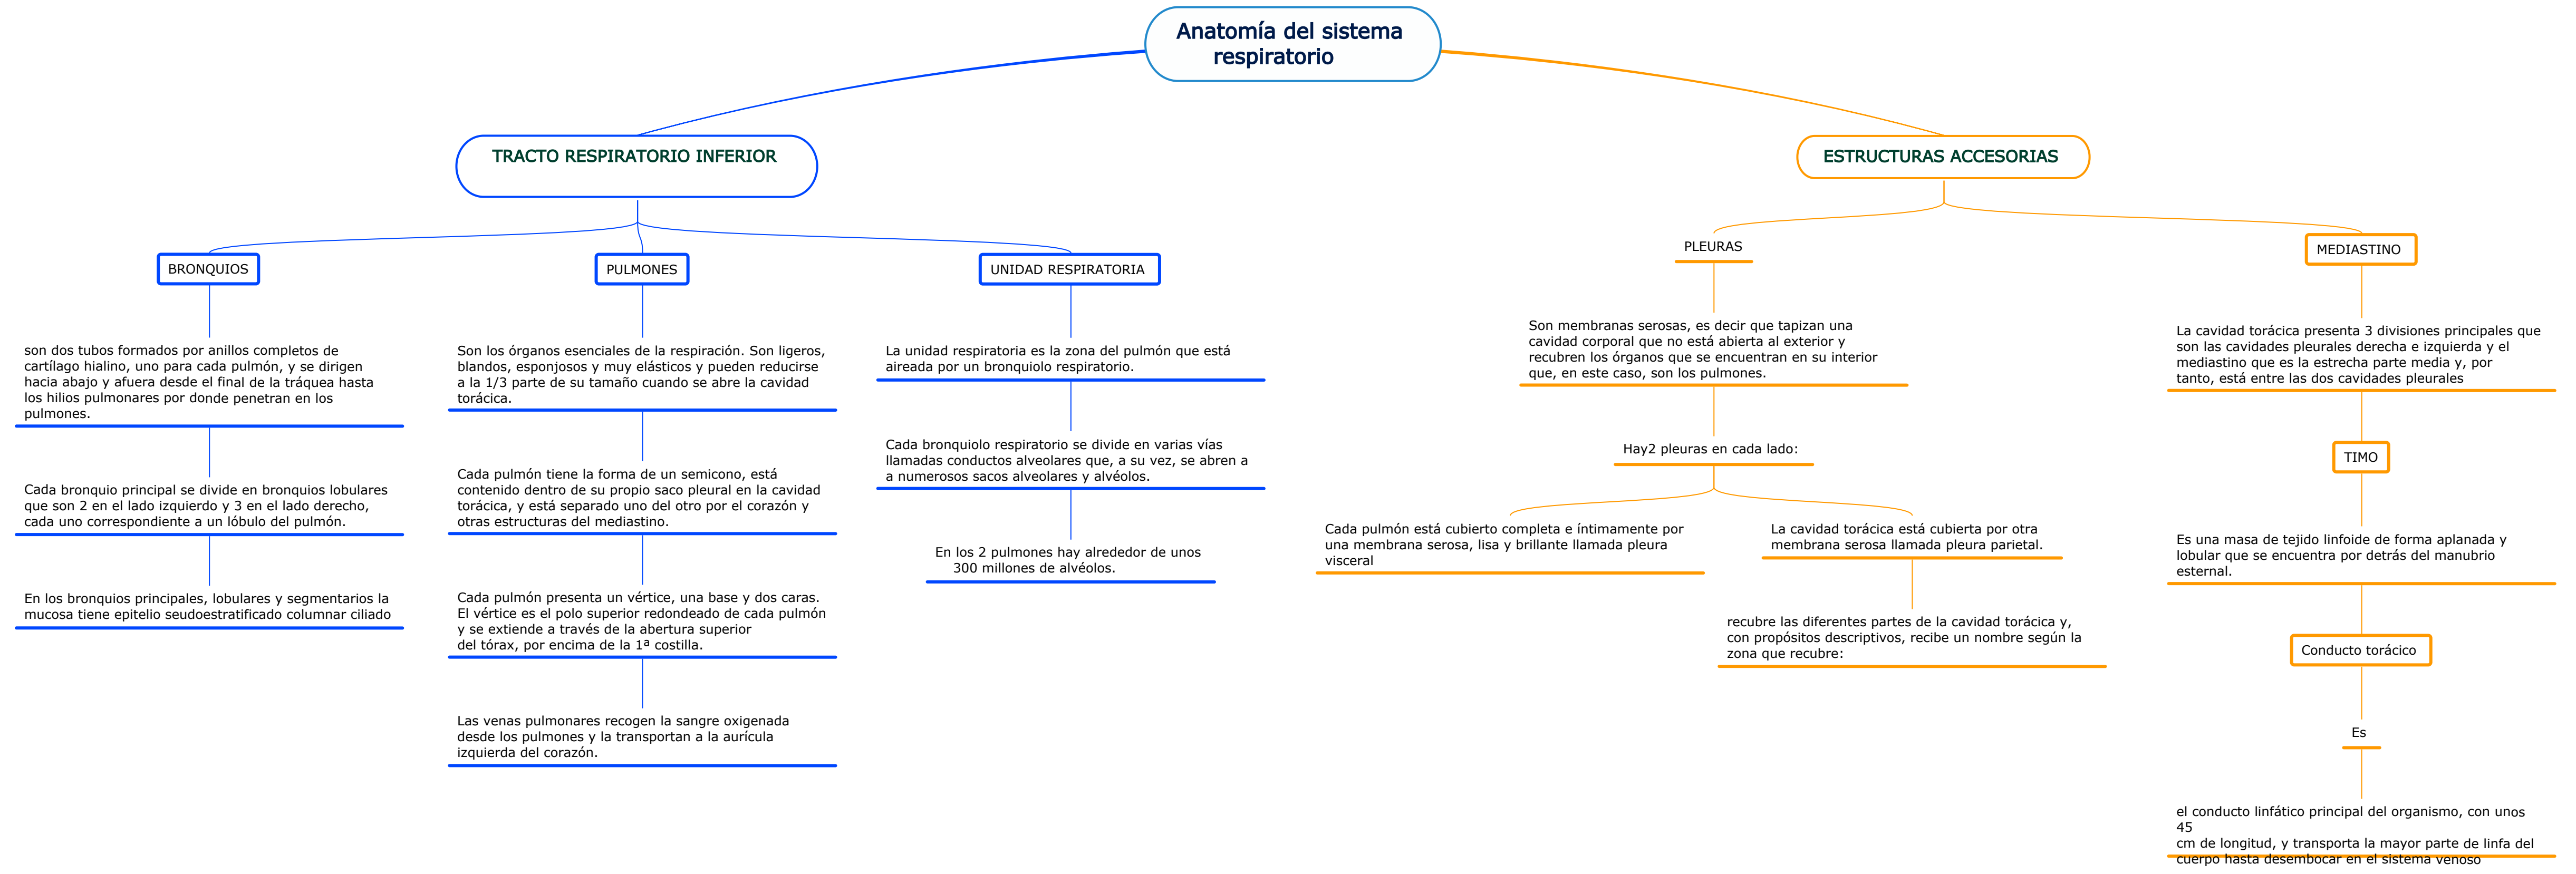 Anatomía del sistema
respiratorio
TRACTO RESPIRATORIO INFERIOR
BRONQUIOS
son dos tubos formados por anillos completos de
cartílago hialino, uno para cada pulmón, y se dirigen
hacia abajo y afuera desde el final de la tráquea hasta
los hilios pulmonares por donde penetran en los
pulmones.
Cada bronquio principal se divide en bronquios lobulares
que son 2 en el lado izquierdo y 3 en el lado derecho,
cada uno correspondiente a un lóbulo del pulmón.
En los bronquios principales, lobulares y segmentarios la
mucosa tiene epitelio seudoestratificado columnar ciliado
PULMONES
Son los órganos esenciales de la respiración. Son ligeros,
blandos, esponjosos y muy elásticos y pueden reducirse
a la 1/3 parte de su tamaño cuando se abre la cavidad
torácica.
Cada pulmón tiene la forma de un semicono, está
contenido dentro de su propio saco pleural en la cavidad
torácica, y está separado uno del otro por el corazón y
otras estructuras del mediastino.
Cada pulmón presenta un vértice, una base y dos caras.
El vértice es el polo superior redondeado de cada pulmón
y se extiende a través de la abertura superior
del tórax, por encima de la 1ª costilla.
Las venas pulmonares recogen la sangre oxigenada
desde los pulmones y la transportan a la aurícula
izquierda del corazón.
UNIDAD RESPIRATORIA
La unidad respiratoria es la zona del pulmón que está
aireada por un bronquiolo respiratorio.
Cada bronquiolo respiratorio se divide en varias vías
llamadas conductos alveolares que, a su vez, se abren a
a numerosos sacos alveolares y alvéolos.
En los 2 pulmones hay alrededor de unos
300 millones de alvéolos.
ESTRUCTURAS ACCESORIAS
PLEURAS
Son membranas serosas, es decir que tapizan una
cavidad corporal que no está abierta al exterior y
recubren los órganos que se encuentran en su interior
que, en este caso, son los pulmones.
Hay2 pleuras en cada lado:
Cada pulmón está cubierto completa e íntimamente por
una membrana serosa, lisa y brillante llamada pleura
visceral
La cavidad torácica está cubierta por otra
membrana serosa llamada pleura parietal.
recubre las diferentes partes de la cavidad torácica y,
con propósitos descriptivos, recibe un nombre según la
zona que recubre:
MEDIASTINO
La cavidad torácica presenta 3 divisiones principales que
son las cavidades pleurales derecha e izquierda y el
mediastino que es la estrecha parte media y, por
tanto, está entre las dos cavidades pleurales
TIMO
Es una masa de tejido linfoide de forma aplanada y
lobular que se encuentra por detrás del manubrio
esternal.
Conducto torácico
Es
el conducto linfático principal del organismo, con unos
45
cm de longitud, y transporta la mayor parte de linfa del
cuerpo hasta desembocar en el sistema venoso